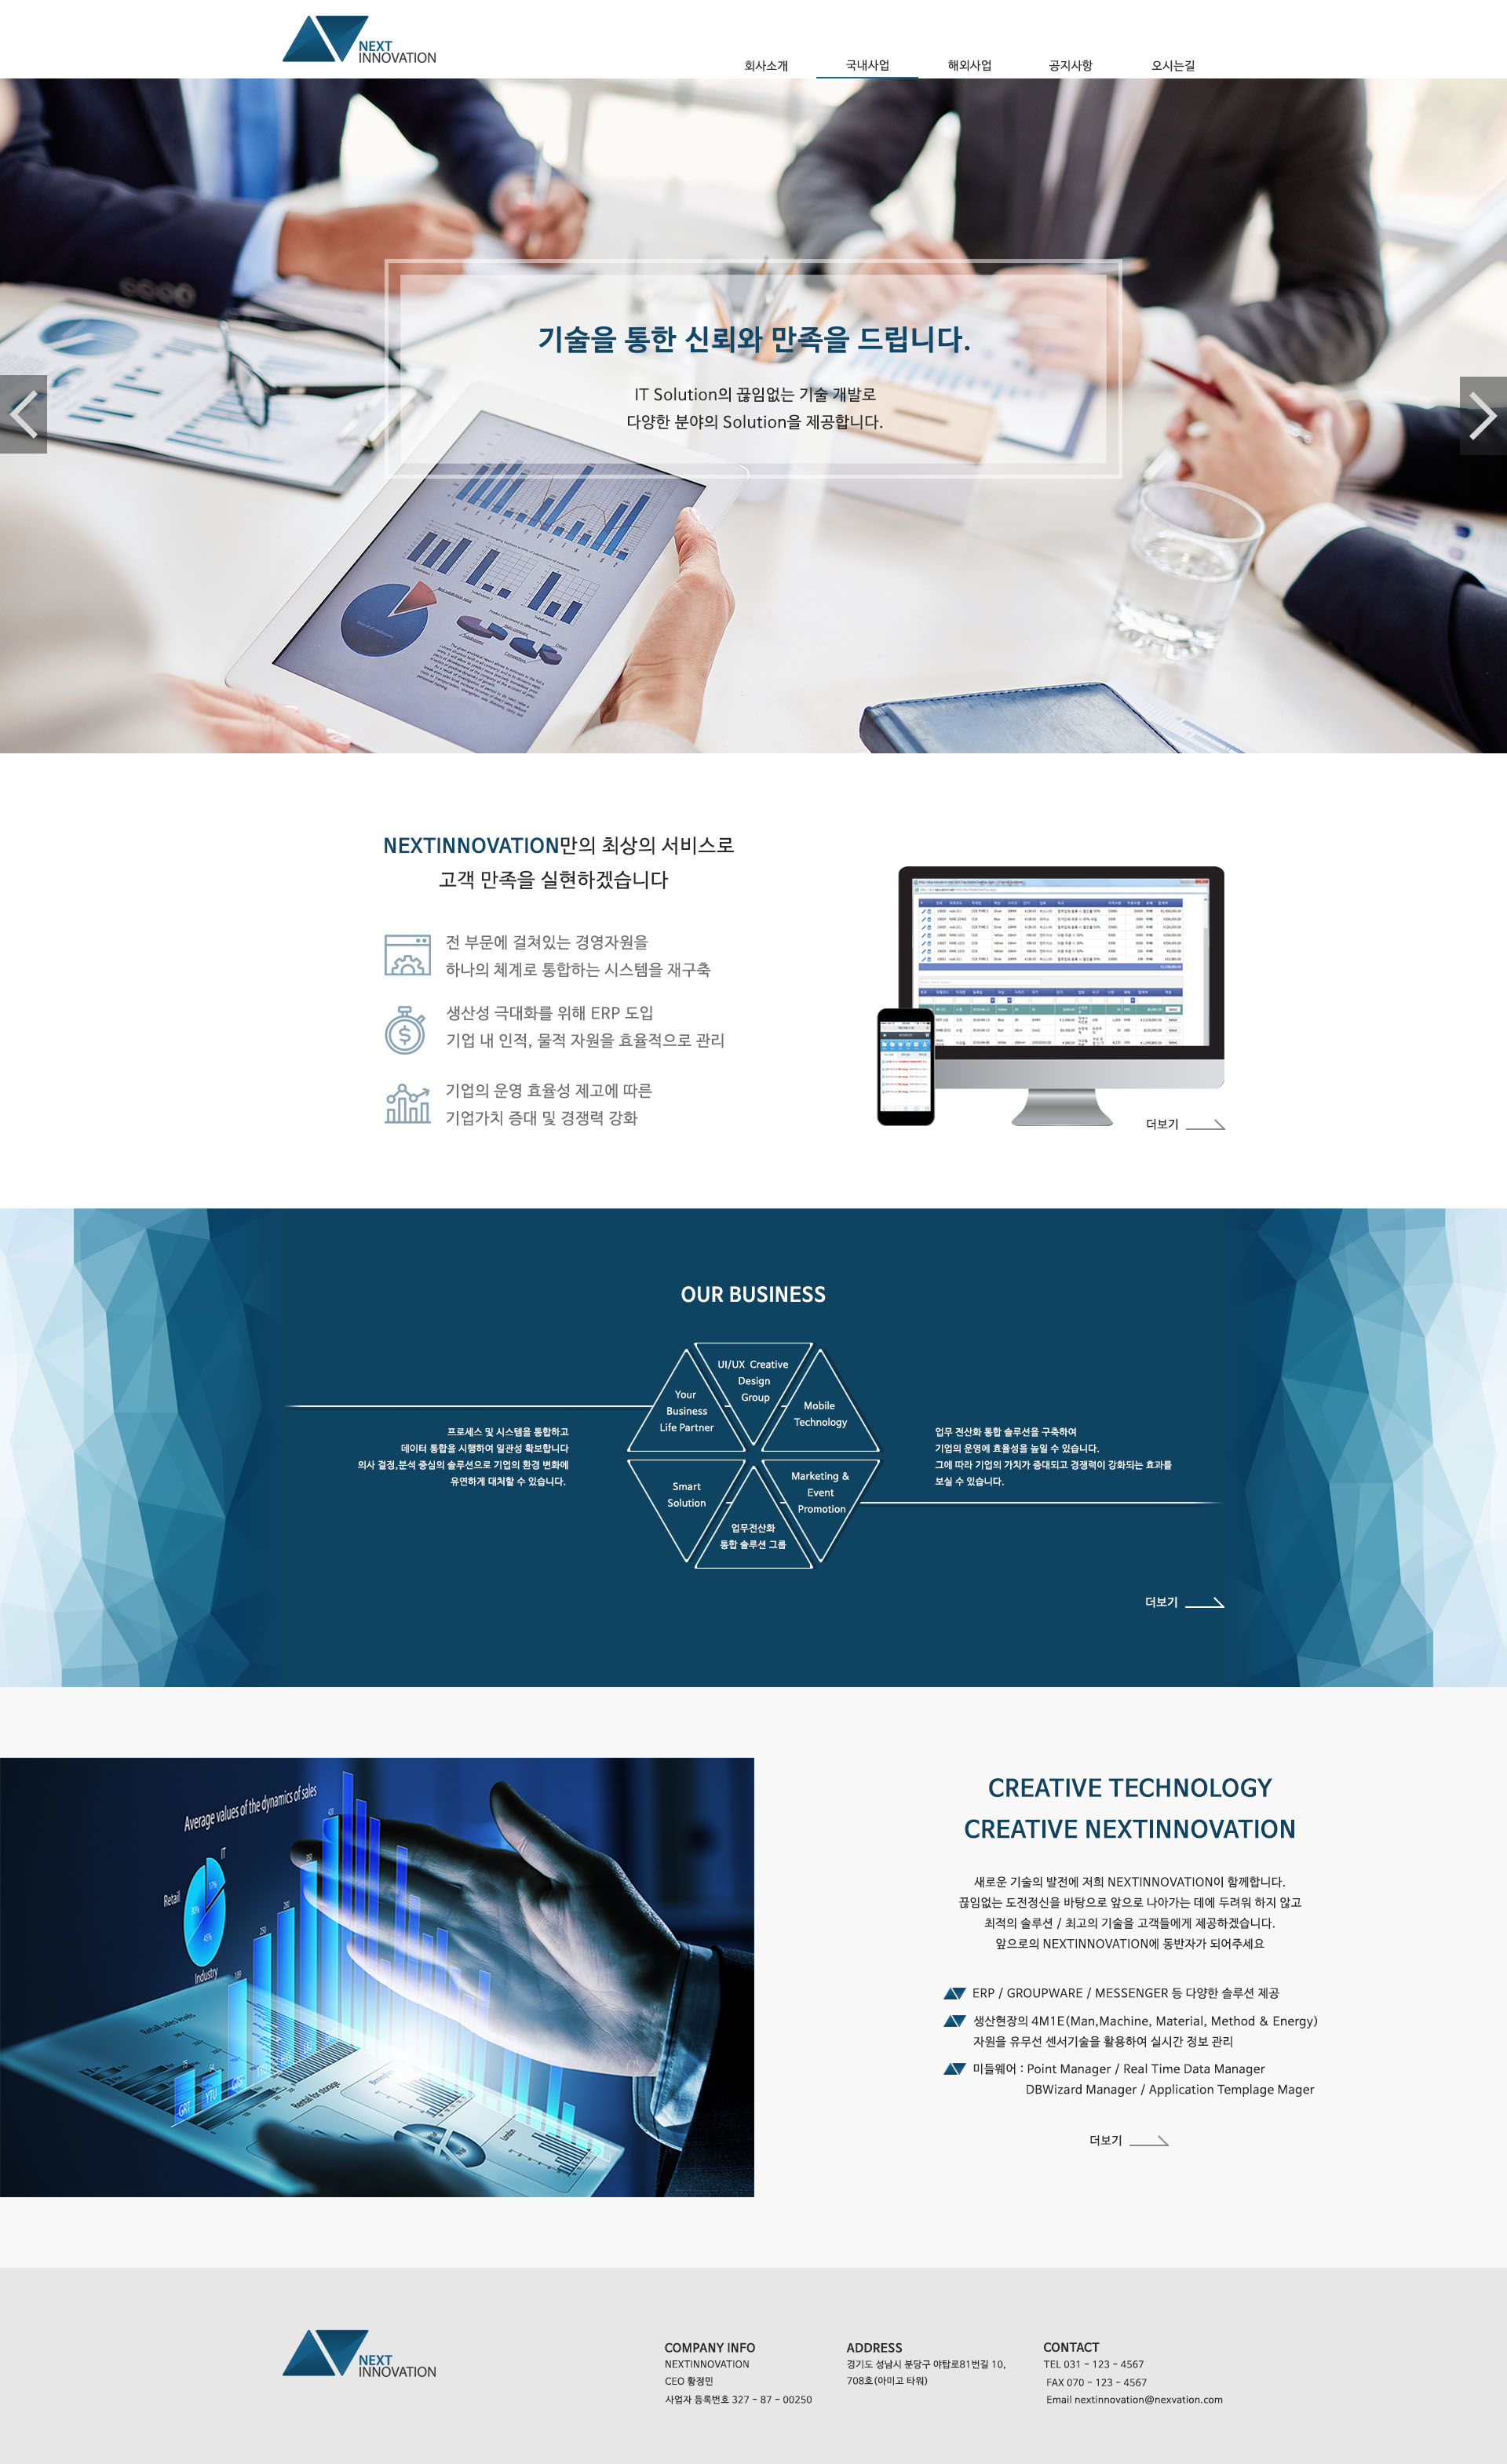 NEXT
INNOVATION
회사소개 국내사업 해외사업 공지사항 오시는길
기술을 통한 신뢰와 만족을 드립니다.
IT Solution의 끊임없는 기술 개발로
다양한 분야의 Solution을 제공합니다.
NEXTINNOVATION만의 최상의 서비스로
고객 만족을 실현하겠습니다
전 부문에 걸쳐있는 경영자원을
하나의 체계로 통합하는 시스템을 재구축
생산성 극대화를 위해 ERP 도입
기업 내 인적, 물적 자원을 효율적으로 관리
기업의 운영 효율성 제고에 따른
기업가치 증대 및 경쟁력 강화
더보기
OUR BUSINESS
UI/UX Creative
Design
Group
Your
Business
Life Partner
Mobile
Technology
프로세스 및 시스템을 통합하고
데이터 통합을 시행하여 일관성 확보합니다
의사 결정,분석 중심의 솔루션으로 기업의 환경 변화에
유연하게 대처할 수 있습니다.
업무 전산화 통합 솔루션을 구축하여
기업의 운영에 효율성을 높일 수 있습니다.
그에 따라 기업의 가치가 증대되고 경쟁력이 강화되는 효과를
보실 수 있습니다.
Smart
Solution
Marketing &
Event
Promotion
업무전산화
통합 솔루션 그룹
더보기
Average values of the dynamics of sales
IT
Retail
17%
38%
45%
Industry
Retail sales levels
Rental for storage
London
CREATIVE TECHNOLOGY
CREATIVE NEXTINNOVATION
새로운 기술의 발전에 저희 NEXTINNOVATION이 함께합니다.
끊임없는 도전정신을 바탕으로 앞으로 나아가는 데에 두려워 하지 않고
최적의 솔루션 / 최고의 기술을 고객들에게 제공하겠습니다.
앞으로의 NEXTINNOVATION에 동반자가 되어주세요
ERP / GROUPWARE / MESSENGER 등 다양한 솔루션 제공
생산현장의 4M1E(Man,Machine, Material, Method & Energy)
자원을 유무선 센서기술을 활용하여 실시간 정보 관리
미들웨어 : Point Manager / Real Time Data Manager
DBWizard Manager / Application Templage Mager
더보기
NEXT
INNOVATION
COMPANY INFO
NEXTINNOVATION
CEO 황경민
사업자 등록번호 327 - 87 - 00250
ADDRESS
경기도 성남시 분당구 야탑로81번길 10,
708호(아미고 타워)
CONTACT
TEL 031 - 123 - 4567
FAX 070 - 123 - 4567
Email nextinnovation@nexvation.com